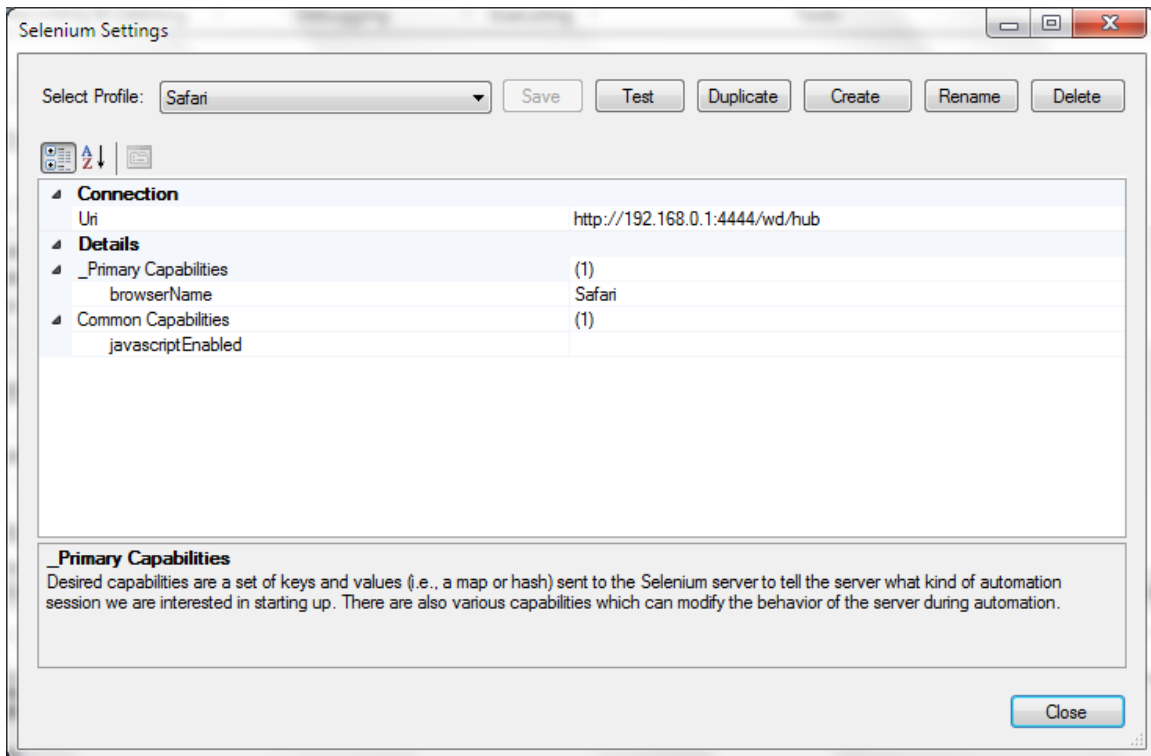 Selenium Settings
Select Profile: Safari Save Test Duplicate Create Rename Delete
Connection
Uri http://192.168.0.1:4444/wd/hub
Details
_Primary Capabilities (1)
browserName Safari
Common Capabilities (1)
javascriptEnabled
_Primary Capabilities
Desired capabilities are a set of keys and values (i.e., a map or hash) sent to the Selenium server to tell the server what kind of automation
session we are interested in starting up. There are also various capabilities which can modify the behavior of the server during automation.
Close